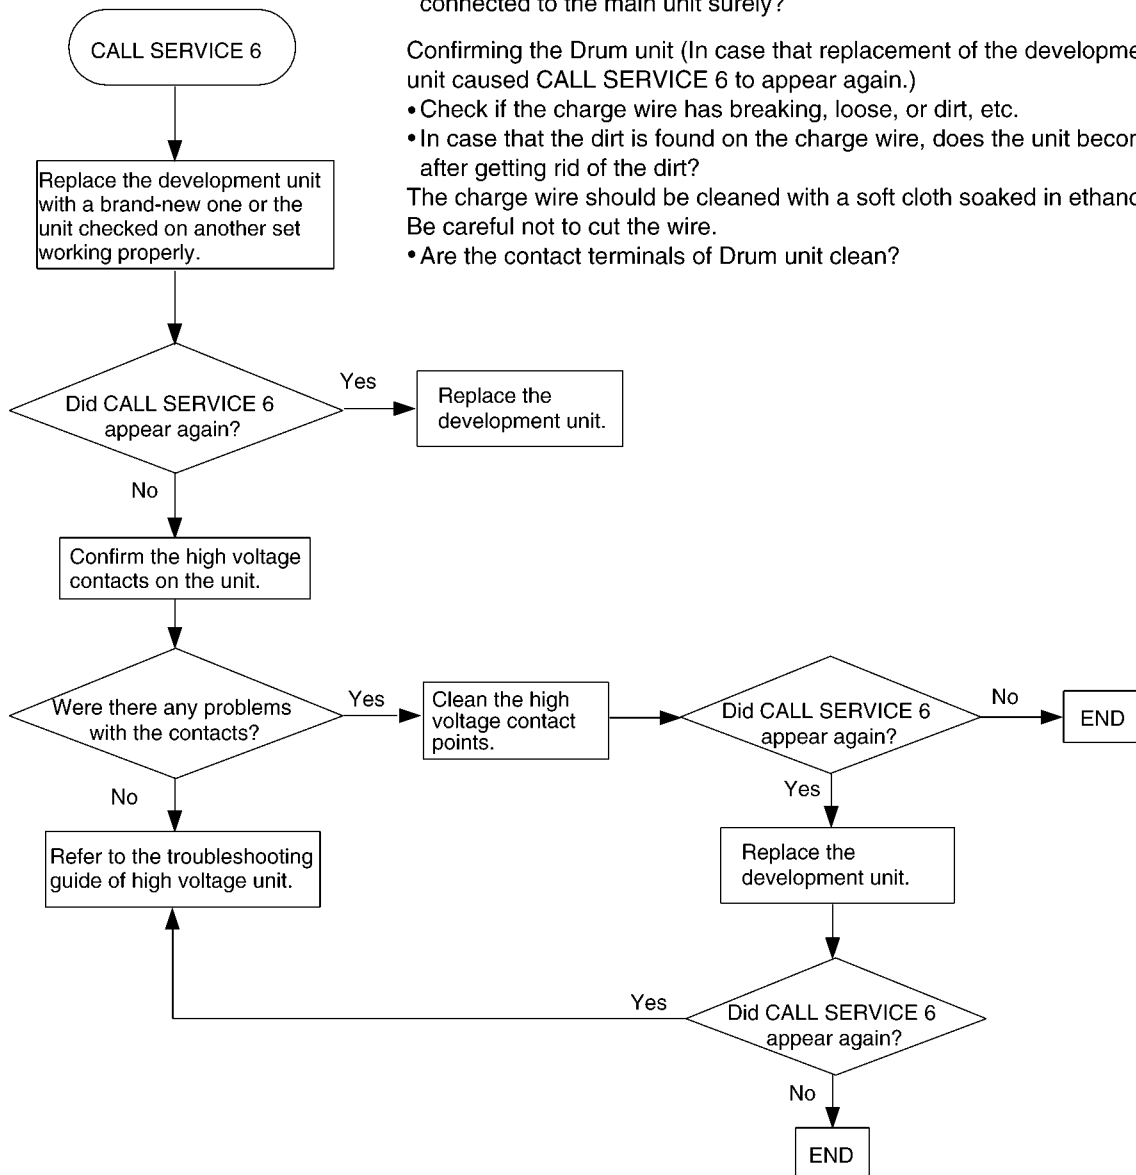 connected to the main unit surely?
CALL SERVICE 6
Confirming the Drum unit (In case that replacement of the developme
unit caused CALL SERVICE 6 to appear again.)
•Check if the charge wire has breaking, loose, or dirt, etc.
•In case that the dirt is found on the charge wire, does the unit becor
after getting rid of the dirt?
The charge wire should be cleaned with a soft cloth soaked in ethano
Be careful not to cut the wire.
•Are the contact terminals of Drum unit clean?
Replace the development unit
with a brand-new one or the
unit checked on another set
working properly.
Did CALL SERVICE 6
appear again?
Yes
Replace the
development unit.
No
Confirm the high voltage
contacts on the unit.
Were there any problems
with the contacts?
Yes
Clean the high
voltage contact
points.
Did CALL SERVICE 6
appear again?
No
END
No
Refer to the troubleshooting
guide of high voltage unit.
Yes
Replace the
development unit.
Did CALL SERVICE 6
appear again?
Yes
No
END